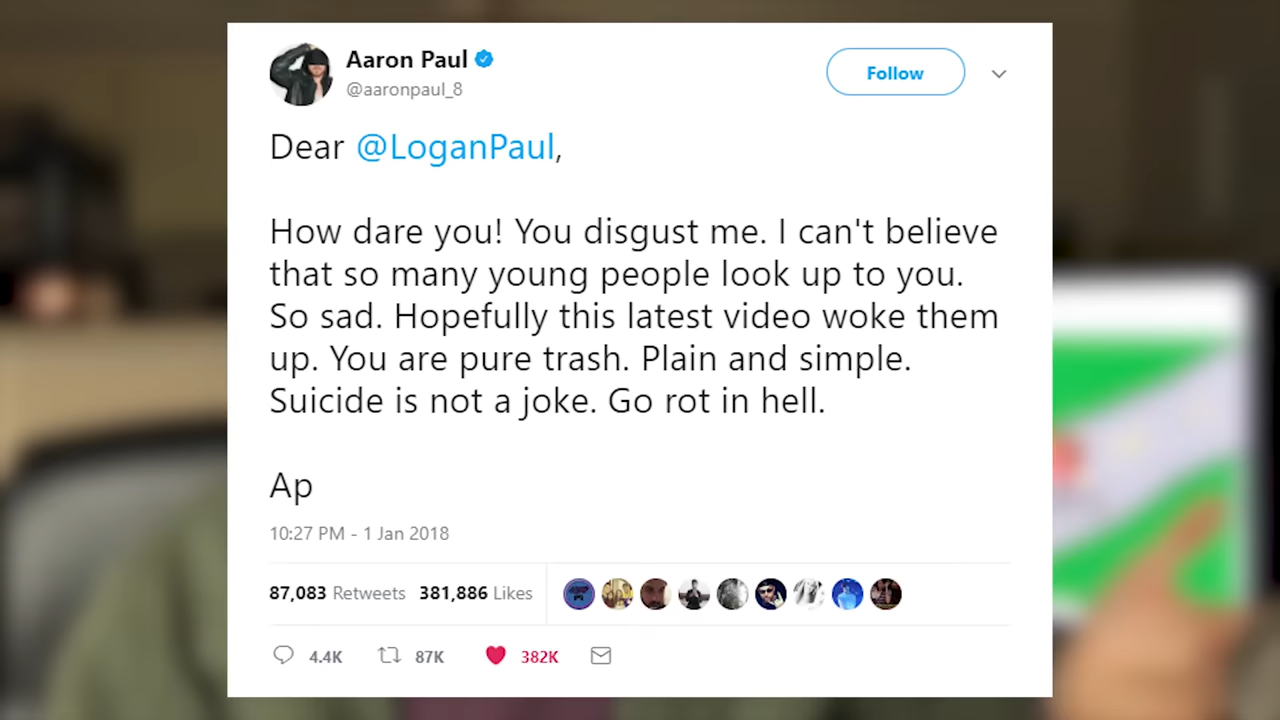 Aaron Paul
Follow
@aaronpaul_8
Dear @LoganPaul,
How dare you! You disgust me. I can't believe
that so many young people look up to you.
So sad. Hopefully this latest video woke them
up. You are pure trash. Plain and simple.
Suicide is not a joke. Go rot in hell.
Ap
10:27 PM - 1 Jan 2018
87,083 Retweets 381,886 Likes
4.4K 87K 382K